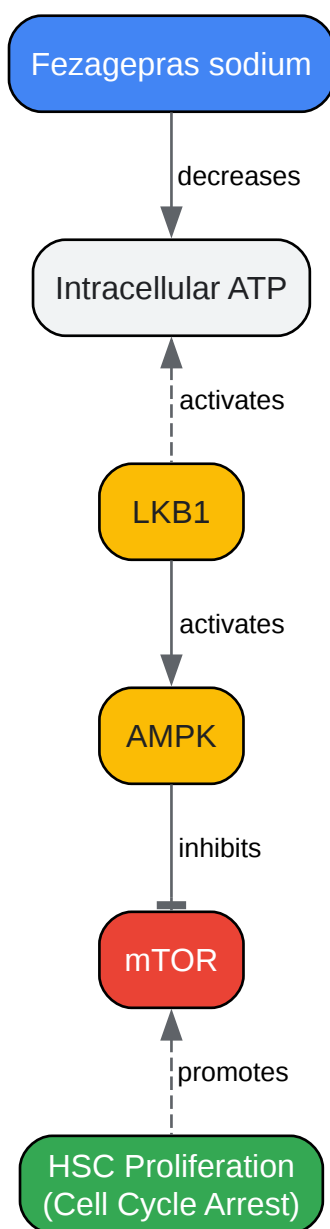 Fezagepras sodium
decreases
Intracellular ATP
activates
LKB1
activates
AMPK
inhibits
mTOR
promotes
HSC Proliferation
(Cell Cycle Arrest)